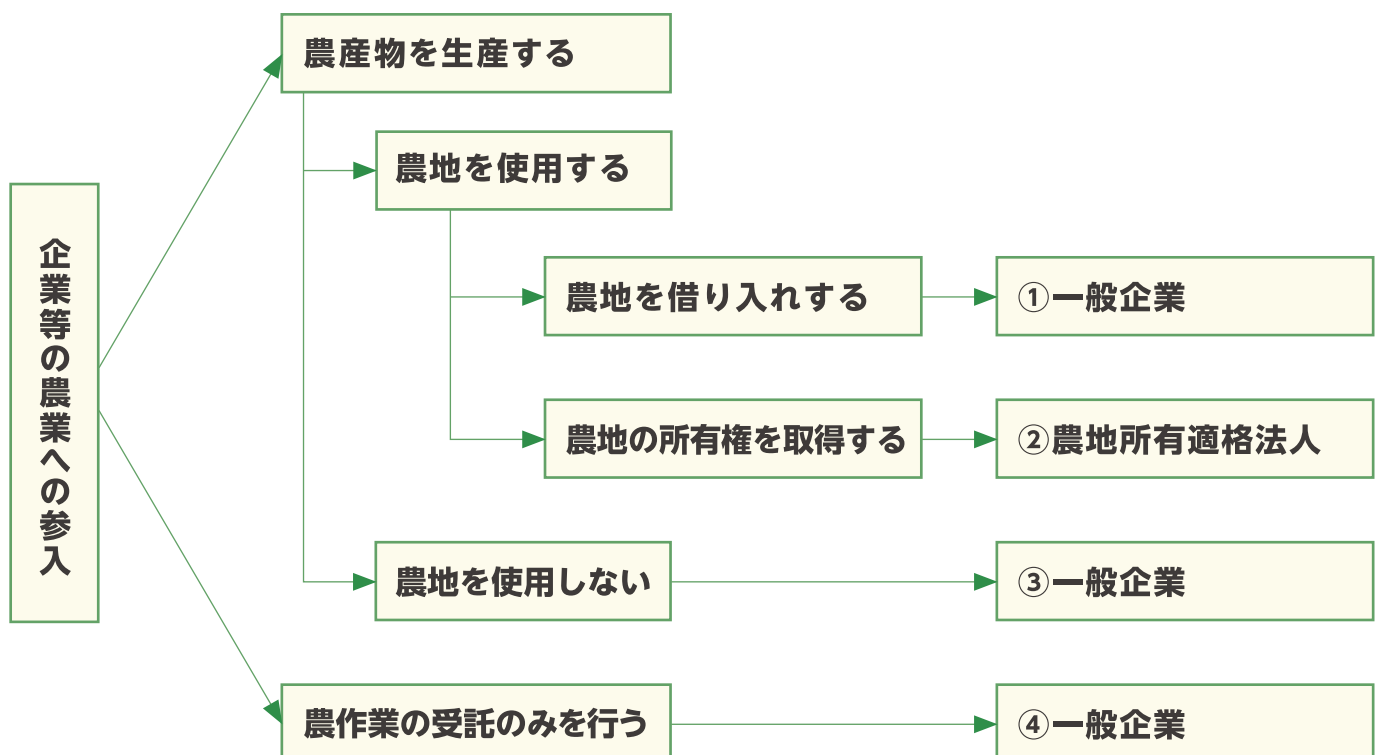 企業等の農業への参入
農産物を生産する
農地を使用する
農地を借り入れする
①一般企業
農地の所有権を取得する
②農地所有適格法人
農地を使用しない
③一般企業
農作業の受託のみを行う
④一般企業